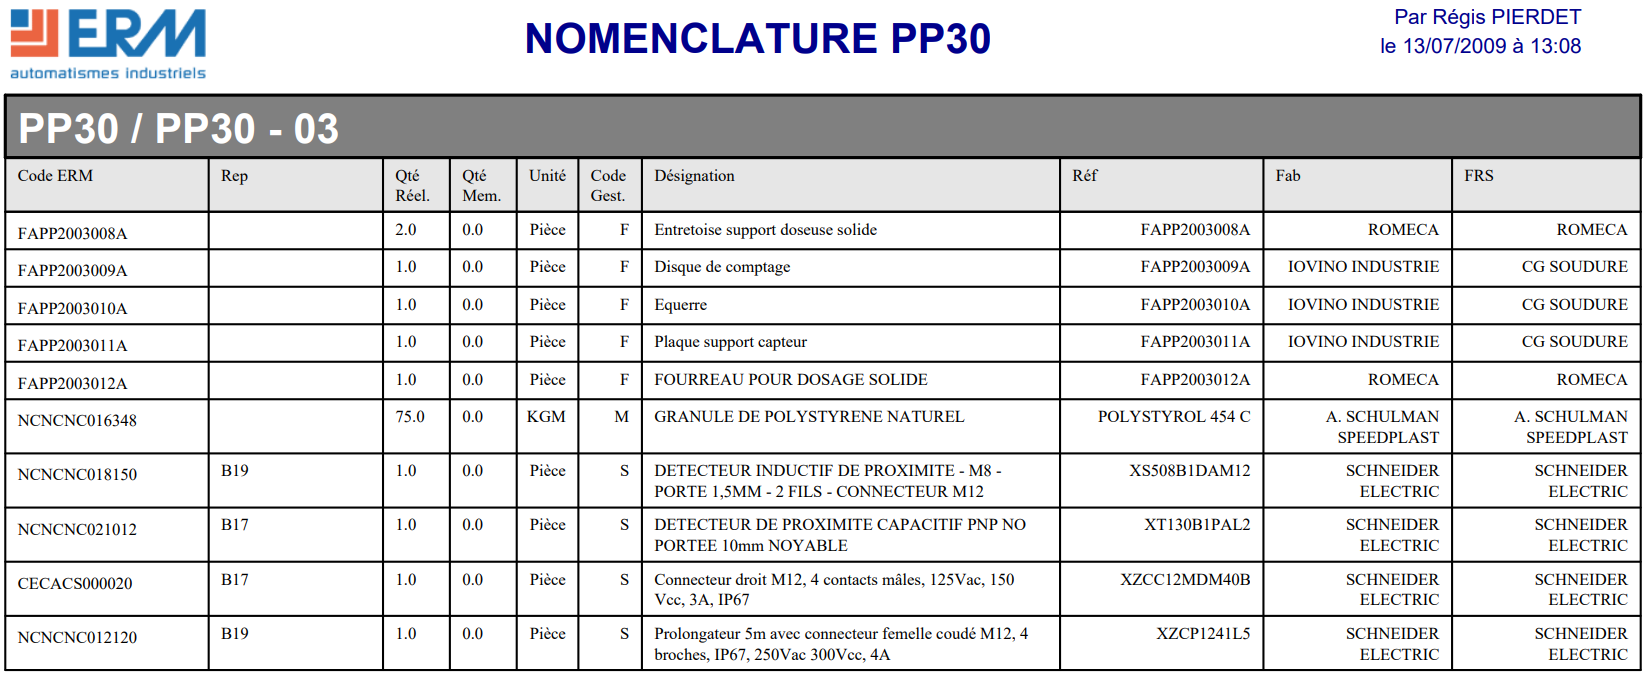 ERM
automatismes industriels
NOMENCLATURE PP30
Par Régis PIERDET
le 13/07/2009 à 13:08
PP30 / PP30 - 03
Code ERM Rep Qté Réel. Qté Mem. Unité Code Gest. Désignation Réf Fab FRS
FAPP2003008A 2.0 0.0 Pièce F Entretoise support doseuse solide FAPP2003008A ROMECA ROMECA
FAPP2003009A 1.0 0.0 Pièce F Disque de comptage FAPP2003009A IOVINO INDUSTRIE CG SOUDURE
FAPP2003010A 1.0 0.0 Pièce F Equerre FAPP2003010A IOVINO INDUSTRIE CG SOUDURE
FAPP2003011A 1.0 0.0 Pièce F Plaque support capteur FAPP2003011A IOVINO INDUSTRIE CG SOUDURE
FAPP2003012A 1.0 0.0 Pièce F FOURREAU POUR DOSAGE SOLIDE FAPP2003012A ROMECA ROMECA
NCNCNC016348 75.0 0.0 KGM M GRANULE DE POLYSTYRENE NATUREL POLYSTYROL 454 C A. SCHULMAN A. SCHULMAN
SPEEDPLAST SPEEDPLAST
NCNCNC018150 B19 1.0 0.0 Pièce S DETECTEUR INDUCTIF DE PROXIMITE - M8 - XS508B1DAM12 SCHNEIDER SCHNEIDER
PORTE 1,5MM - 2 FILS - CONNECTEUR M12 ELECTRIC ELECTRIC
NCNCNC021012 B17 1.0 0.0 Pièce S DETECTEUR DE PROXIMITE CAPACITIF PNP NO XT130B1PAL2 SCHNEIDER SCHNEIDER
PORTEE 10mm NOYABLE ELECTRIC ELECTRIC
CECACS000020 B17 1.0 0.0 Pièce S Connecteur droit M12, 4 contacts mâles, 125Vac, 150 XZCC12MDM40B SCHNEIDER SCHNEIDER
Vcc, 3A, IP67 ELECTRIC ELECTRIC
NCNCNC012120 B19 1.0 0.0 Pièce S Prolongateur 5m avec connecteur femelle coudé M12, 4 XZCP1241L5 SCHNEIDER SCHNEIDER
broches, IP67, 250Vac 300Vcc, 4A ELECTRIC ELECTRIC